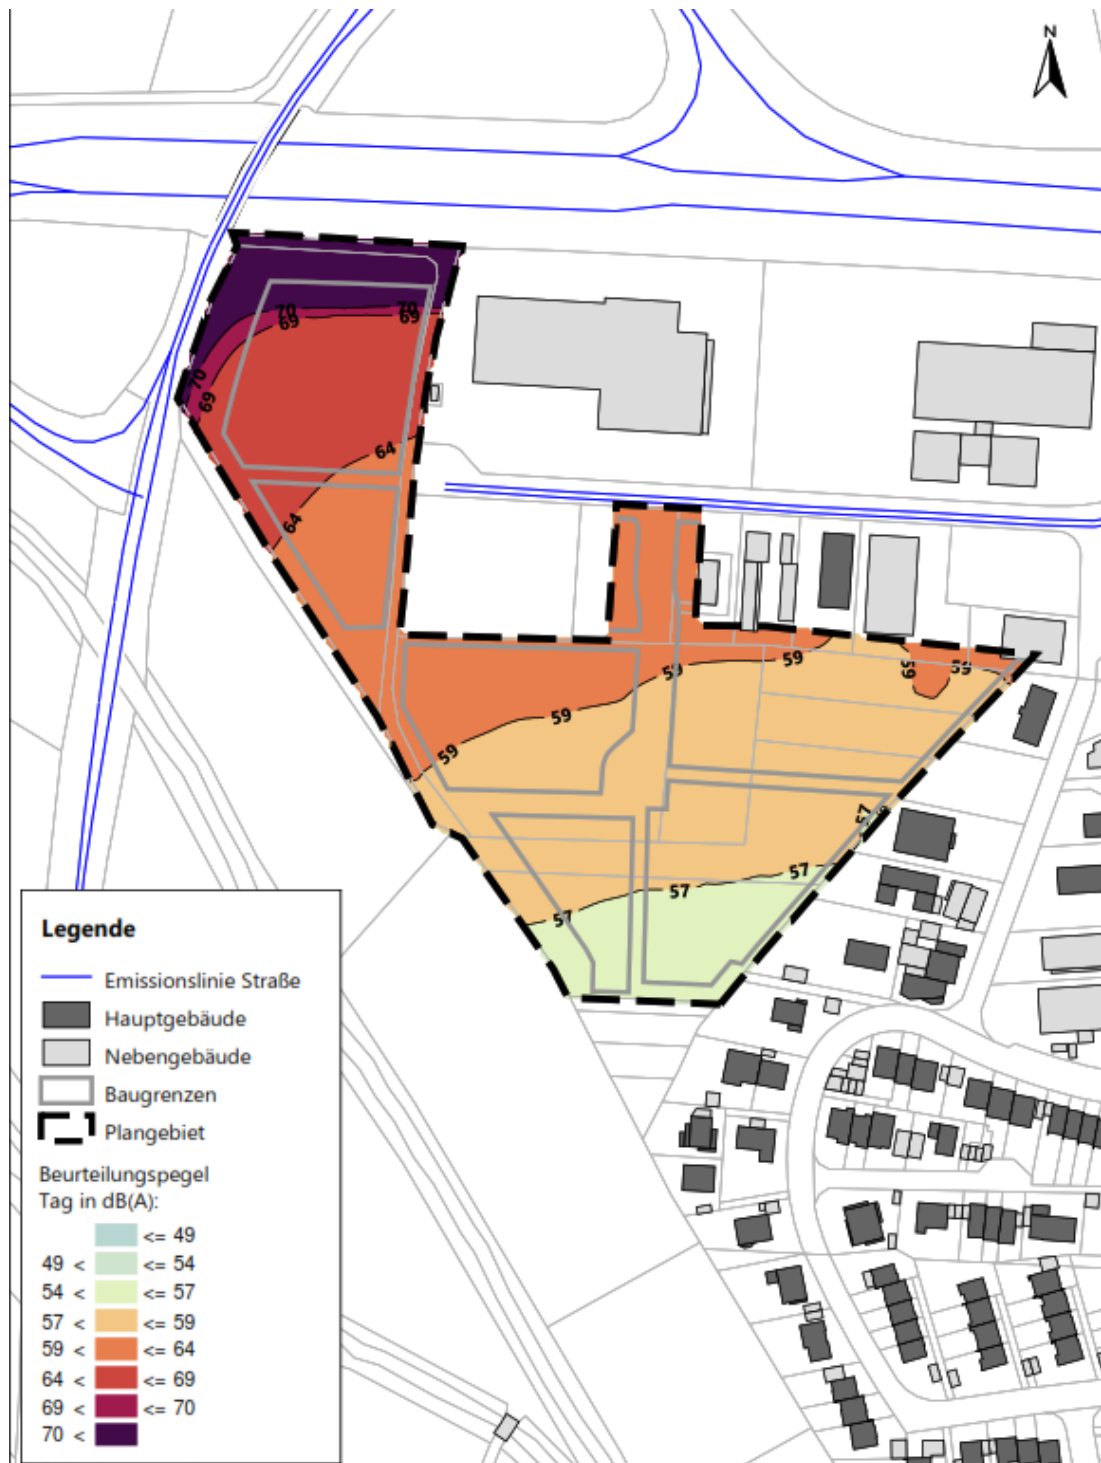 N
70
70
69
69
70
69
64
64
59
59
59
59
59
59
57
57
57
57
Legende
Emissionslinie Straße
Hauptgebäude
Nebengebäude
Baugrenzen
Plangebiet
Beurteilungspegel
Tag in dB(A):
<= 49
49 < <= 54
54 < <= 57
57 < <= 59
59 < <= 64
64 < <= 69
69 < <= 70
70 <